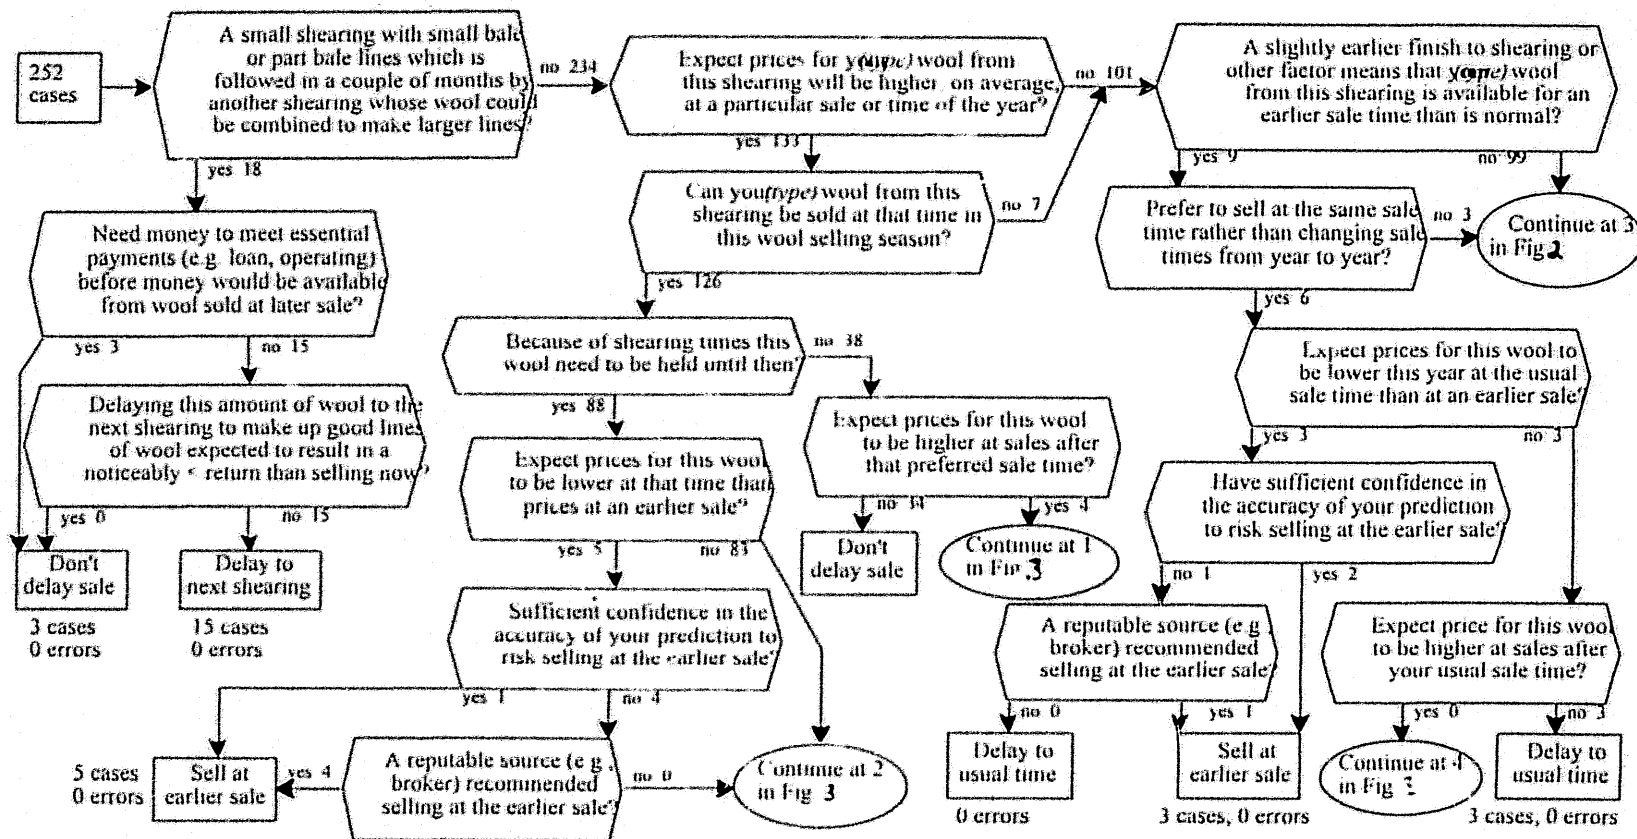 252
cases
A small shearing with small bale
or part bale lines which is
followed in a couple of months by
another shearing whose wool could
be combined to make larger lines?
no 234
yes 18
Expect prices for (type) wool from
this shearing will be higher, on average,
at a particular sale or time of the year?
no 101
yes 133
A slightly earlier finish to shearing or
other factor means that (type) wool
from this shearing is available for an
earlier sale time than is normal?
yes 9
no 99
Can you(type) wool from this
shearing be sold at that time in
this wool selling season?
no 7
yes 126
Need money to meet essential
payments (e.g. loan, operating)
before money would be available
from wool sold at later sale?
yes 3
no 15
Prefer to sell at the same sale
time rather than changing sale
times from year to year?
no 3
yes 6
Continue at 3
in Fig 2
Because of shearing times this
wool need to be held until then?
no 38
yes 88
Expect prices for this wool to
be lower this year at the usual
sale time than at an earlier sale?
yes 3
no 3
Delaying this amount of wool to the
next shearing to make up good lines
of wool expected to result in a
noticeably < return than selling now?
yes 0
no 15
Expect prices for this wool
to be higher at sales after
that preferred sale time?
no 34
yes 4
Expect prices for this wool
to be lower at that time than
prices at an earlier sale?
yes 5
no 83
Have sufficient confidence in
the accuracy of your prediction
to risk selling at the earlier sale?
no 1
yes 2
Don't
delay sale
3 cases
0 errors
Delay to
next shearing
15 cases
0 errors
Don't
delay sale
Continue at 1
in Fig .3
Sufficient confidence in the
accuracy of your prediction to
risk selling at the earlier sale?
yes 1
no 4
A reputable source (e.g.
broker) recommended
selling at the earlier sale?
no 0
yes 1
Expect price for this wool
to be higher at sales after
your usual sale time?
yes 0
no 3
5 cases
0 errors
Sell at
earlier sale
yes 4
A reputable source (e.g.
broker) recommended
selling at the earlier sale?
no 0
Continue at 2
in Fig 3
Delay to
usual time
0 errors
Sell at
earlier sale
3 cases, 0 errors
Continue at 4
in Fig
Delay to
usual time
3 cases, 0 errors